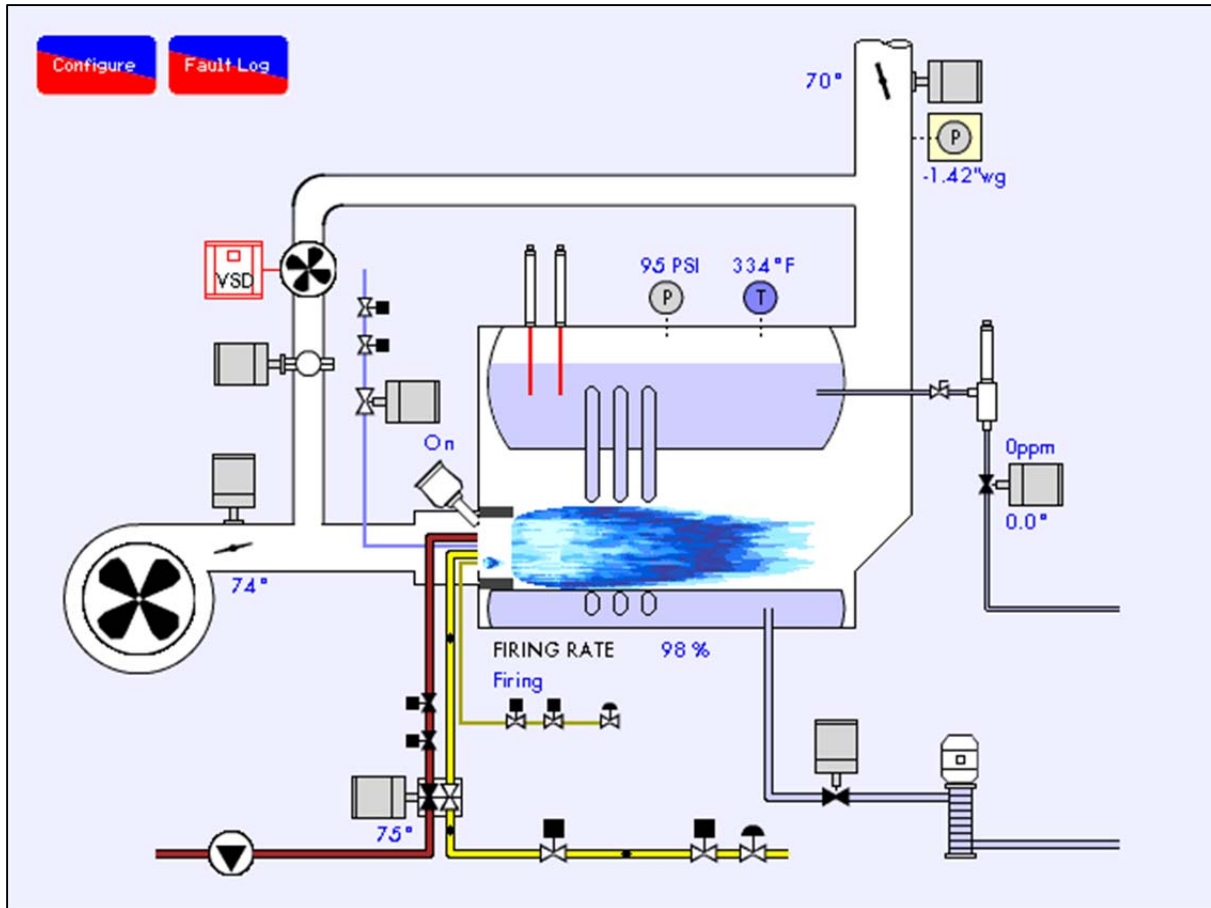 Configure
Fault Log
70°
P
-1.42"wg
VSD
95 PSI
334°F
P
T
On
0ppm
0.0°
74°
FIRING RATE 98 %
Firing
75°